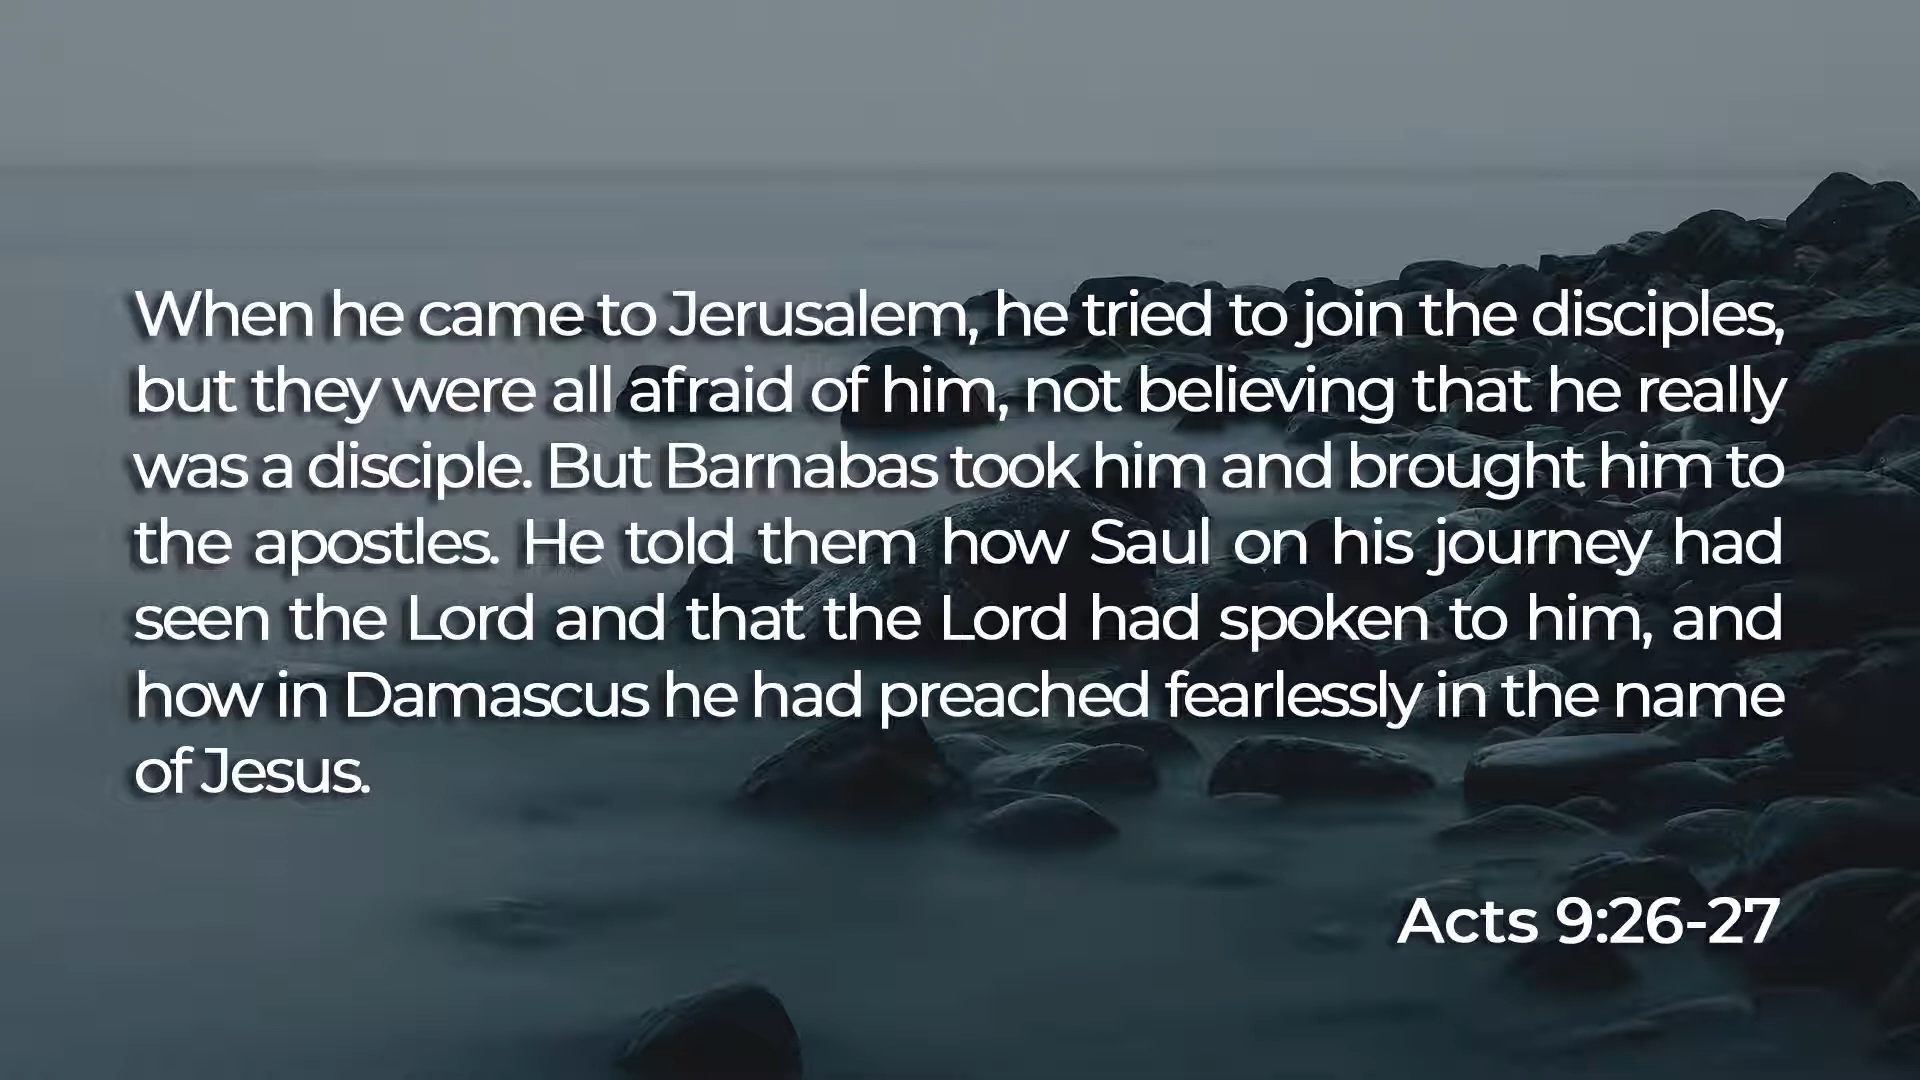 When he came to Jerusalem, he tried to join the disciples,
but they were all afraid of him, not believing that he really
was a disciple. But Barnabas took him and brought him to
the apostles. He told them how Saul on his journey had
seen the Lord and that the Lord had spoken to him, and
how in Damascus he had preached fearlessly in the name
of Jesus.
Acts 9:26-27